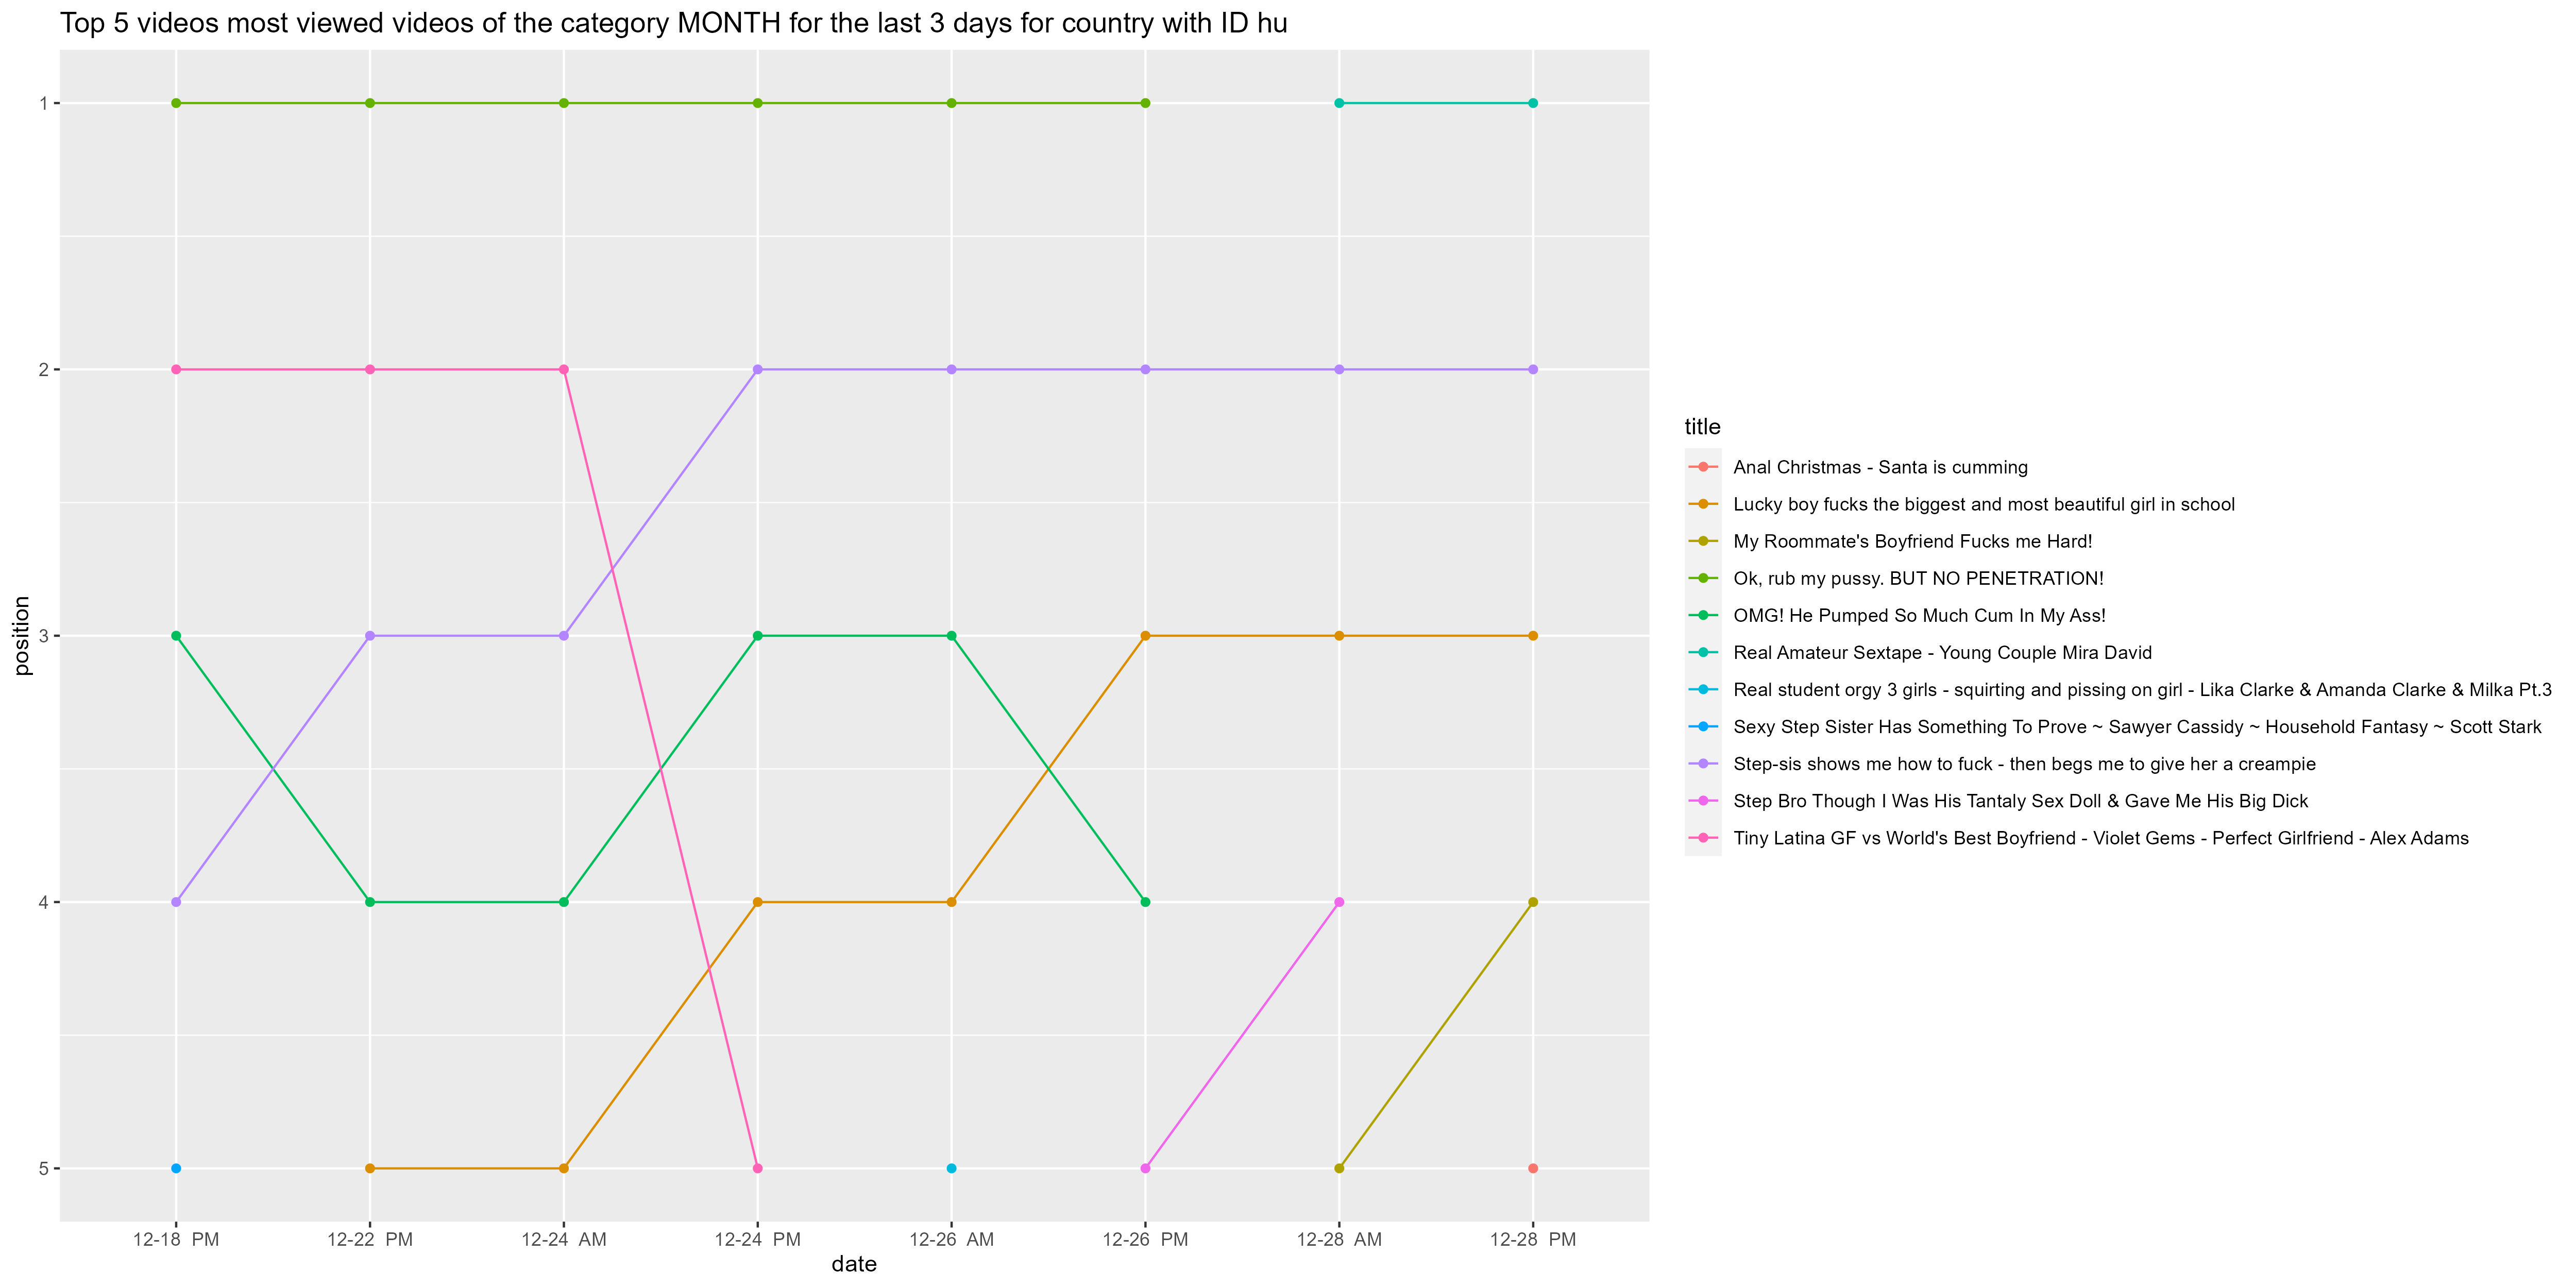 Top 5 videos most viewed videos of the category MONTH for the last 3 days for country with ID hu
1
2
3
4
5
position
12-18 PM
12-22 PM
12-24 AM
12-24 PM
12-26 AM
12-26 PM
12-28 AM
12-28 PM
date
title
Anal Christmas - Santa is cumming
Lucky boy fucks the biggest and most beautiful girl in school
My Roommate's Boyfriend Fucks me Hard!
Ok, rub my pussy. BUT NO PENETRATION!
OMG! He Pumped So Much Cum In My Ass!
Real Amateur Sextape - Young Couple Mira David
Real student orgy 3 girls - squirting and pissing on girl - Lika Clarke & Amanda Clarke & Milka Pt.3
Sexy Step Sister Has Something To Prove ~ Sawyer Cassidy ~ Household Fantasy ~ Scott Stark
Step-sis shows me how to fuck - then begs me to give her a creampie
Step Bro Though I Was His Tantaly Sex Doll & Gave Me His Big Dick
Tiny Latina GF vs World's Best Boyfriend - Violet Gems - Perfect Girlfriend - Alex Adams